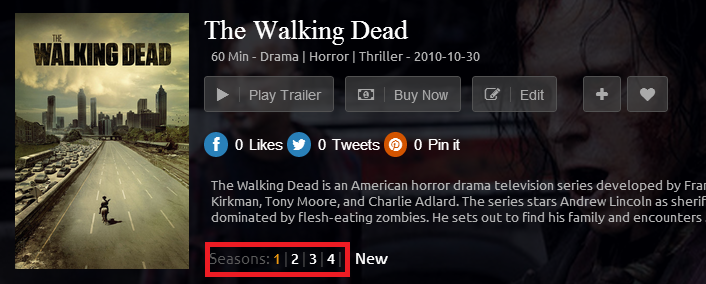 THE
WALKING DEAD
The Walking Dead
60 Min - Drama | Horror | Thriller - 2010-10-30
Play Trailer
Buy Now
Edit
0 Likes
0 Tweets
0 Pin it
The Walking Dead is an American horror drama television series developed by Fran
Kirkman, Tony Moore, and Charlie Adlard. The series stars Andrew Lincoln as sherif
dominated by flesh-eating zombies. He sets out to find his family and encounters
Seasons: 1 | 2 | 3 | 4 | New